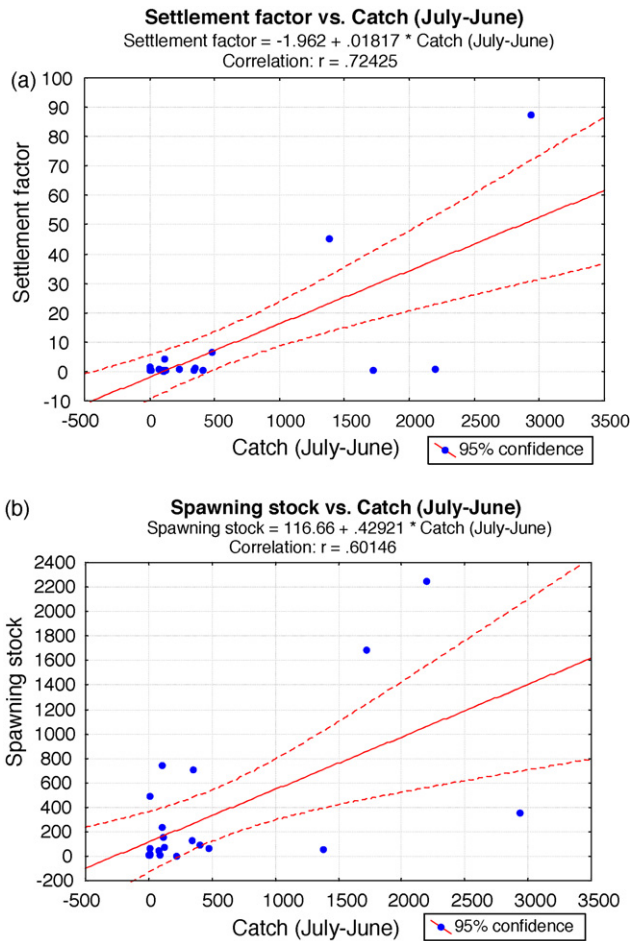 Settlement factor vs. Catch (July-June)
Settlement factor = -1.962 + .01817 * Catch (July-June)
Correlation: r = .72425
(a)
Settlement factor
100
90
80
70
60
50
40
30
20
10
0
-10
-500 0 500 1000 1500 2000 2500 3000 3500
Catch (July-June)
95% confidence
(b)
Spawning stock vs. Catch (July-June)
Spawning stock = 116.66 + .42921 * Catch (July-June)
Correlation: r = .60146
Spawning stock
2400
2200
2000
1800
1600
1400
1200
1000
800
600
400
200
0
-200
-500 0 500 1000 1500 2000 2500 3000 3500
Catch (July-June)
95% confidence